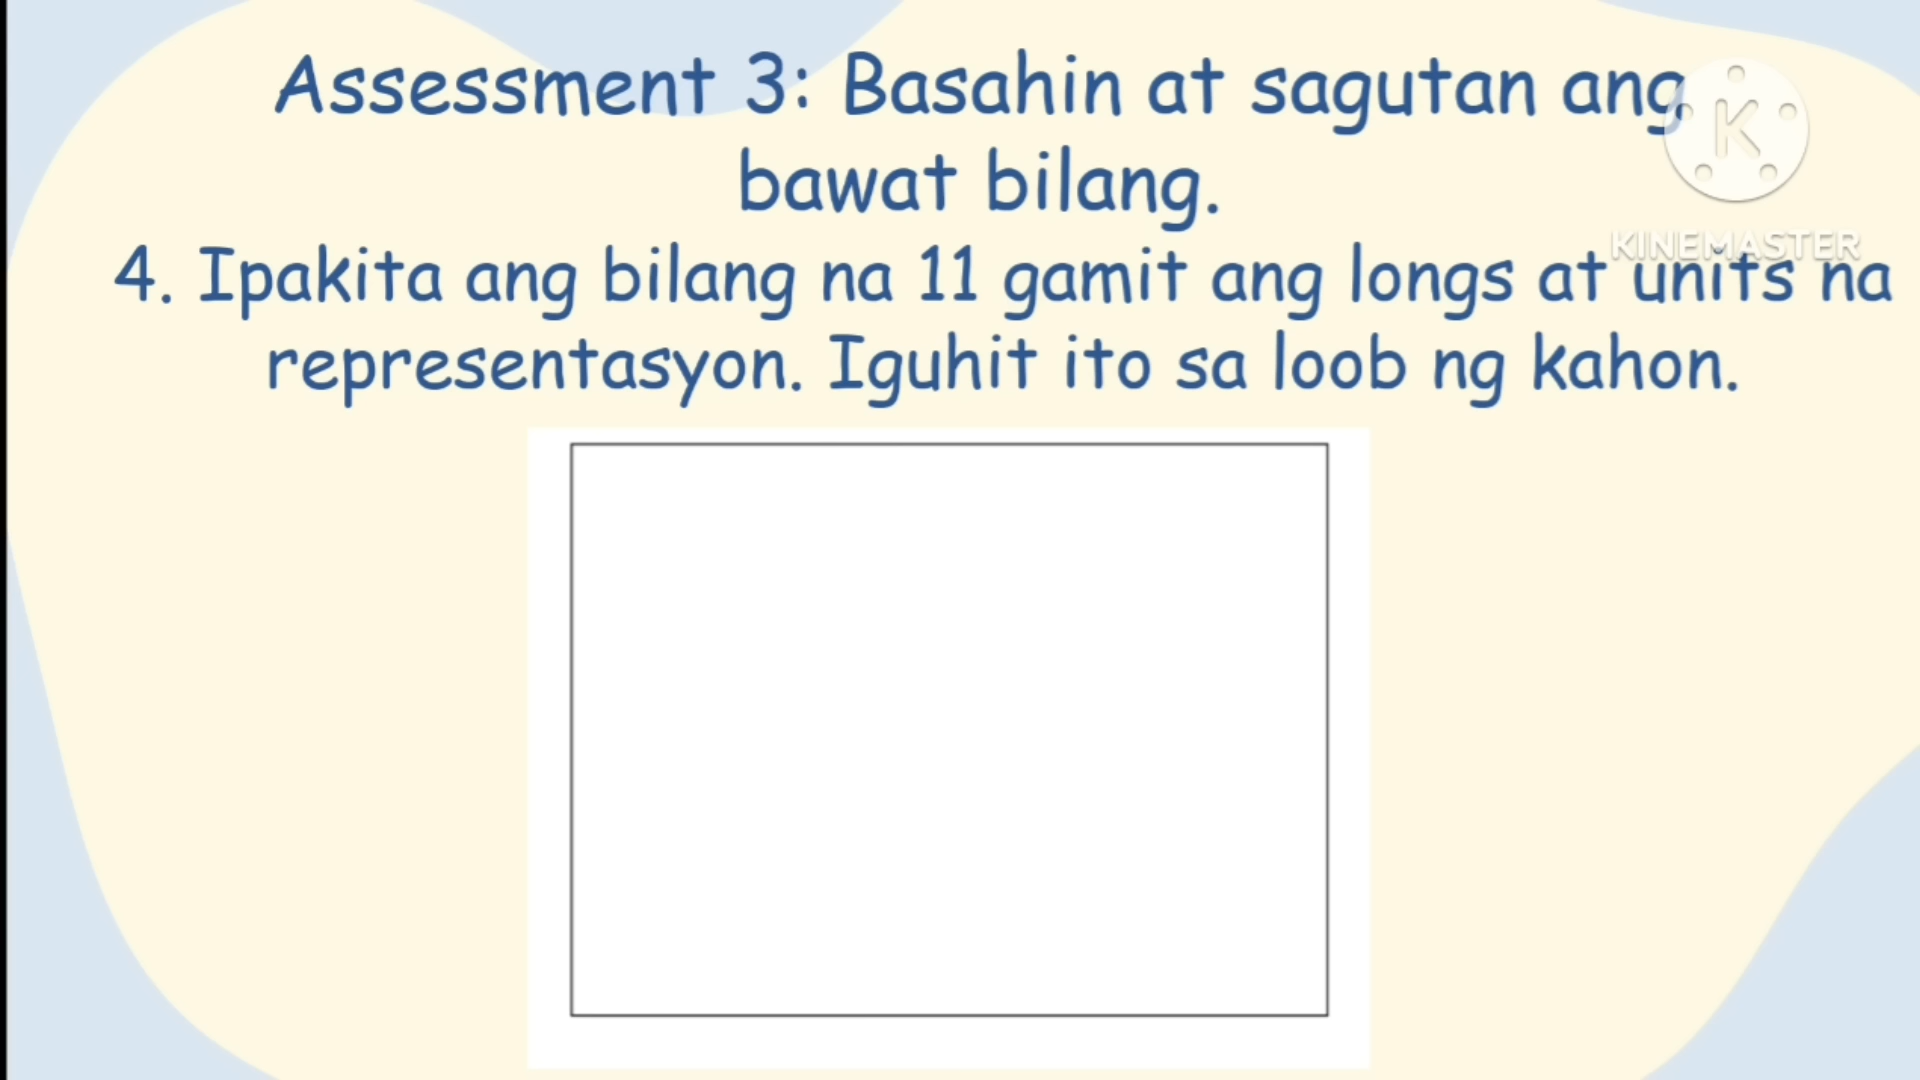 Assessment 3: Basahin at sagutan ang
bawat bilang.
4. Ipakita ang bilang na 11 gamit ang longs at units na
representasyon. Iguhit ito sa loob ng kahon.
K
KINEMASTER